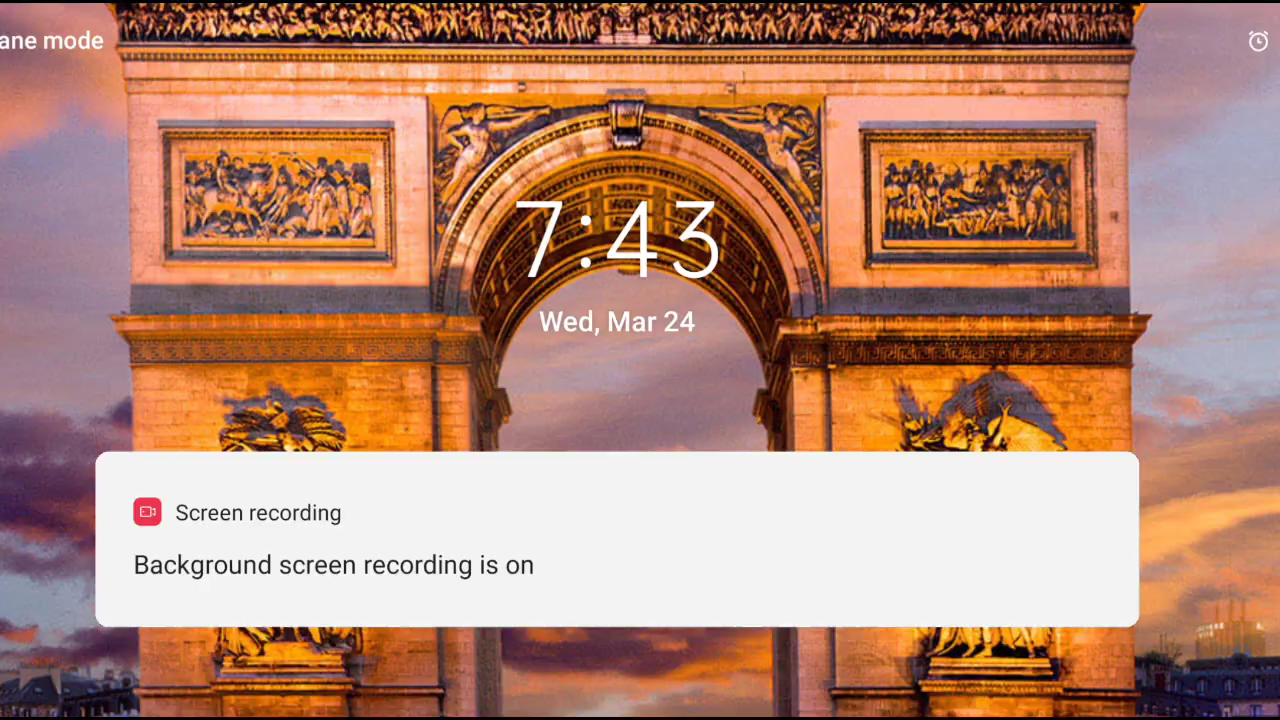 ane mode
7:43
Wed, Mar 24
Screen recording
Background screen recording is on